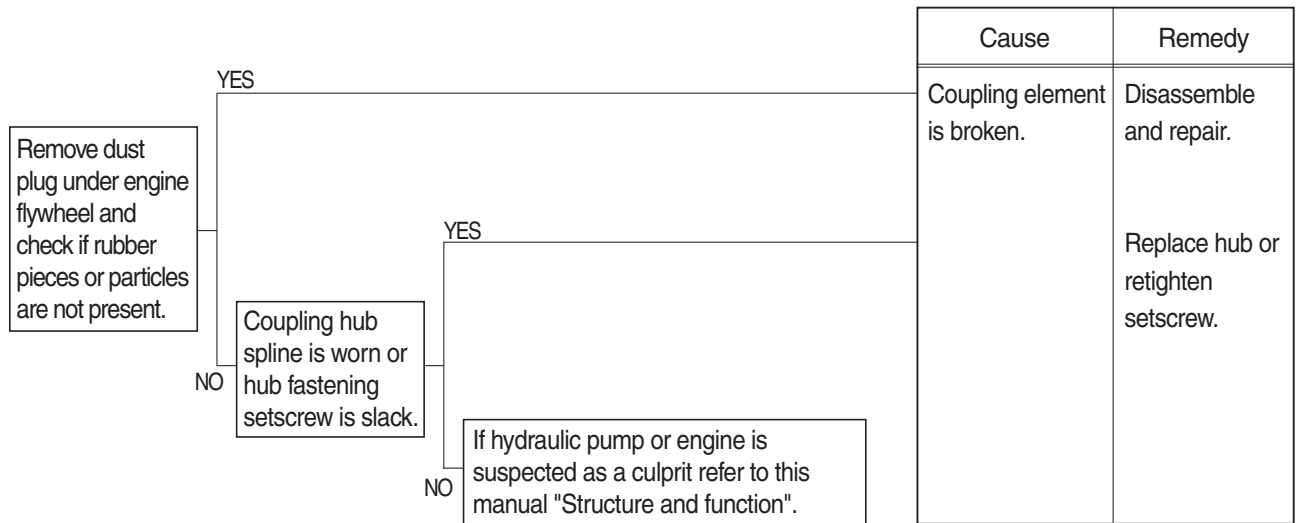 Cause
Remedy
YES
Coupling element
is broken.
Disassemble
and repair.
Remove dust
plug under engine
flywheel and
check if rubber
pieces or particles
are not present.
YES
Replace hub or
retighten
setscrew.
NO
Coupling hub
spline is worn or
hub fastening
setscrew is slack.
NO
If hydraulic pump or engine is
suspected as a culprit refer to this
manual "Structure and function".